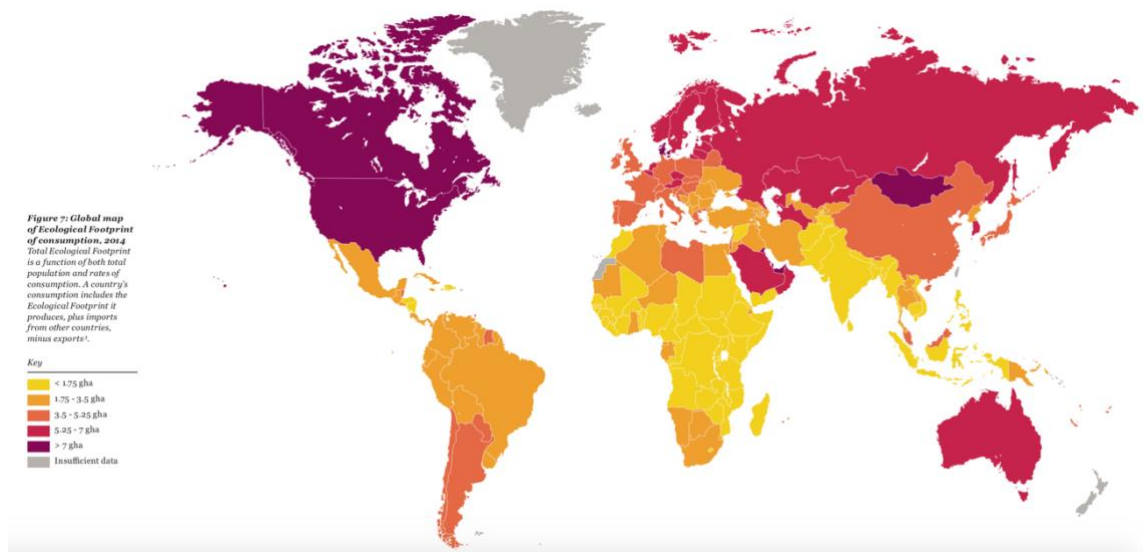 Figure 7: Global map
of Ecological Footprint
of consumption, 2014
Total Ecological Footprint
is a function of both total
population and rates of
consumption. A country's
consumption includes the
Ecological Footprint it
produces, plus imports
from other countries,
minus exports³.
Key
< 1.75 gha
1.75 - 3.5 gha
3.5 - 5.25 gha
5.25 - 7 gha
> 7 gha
Insufficient data